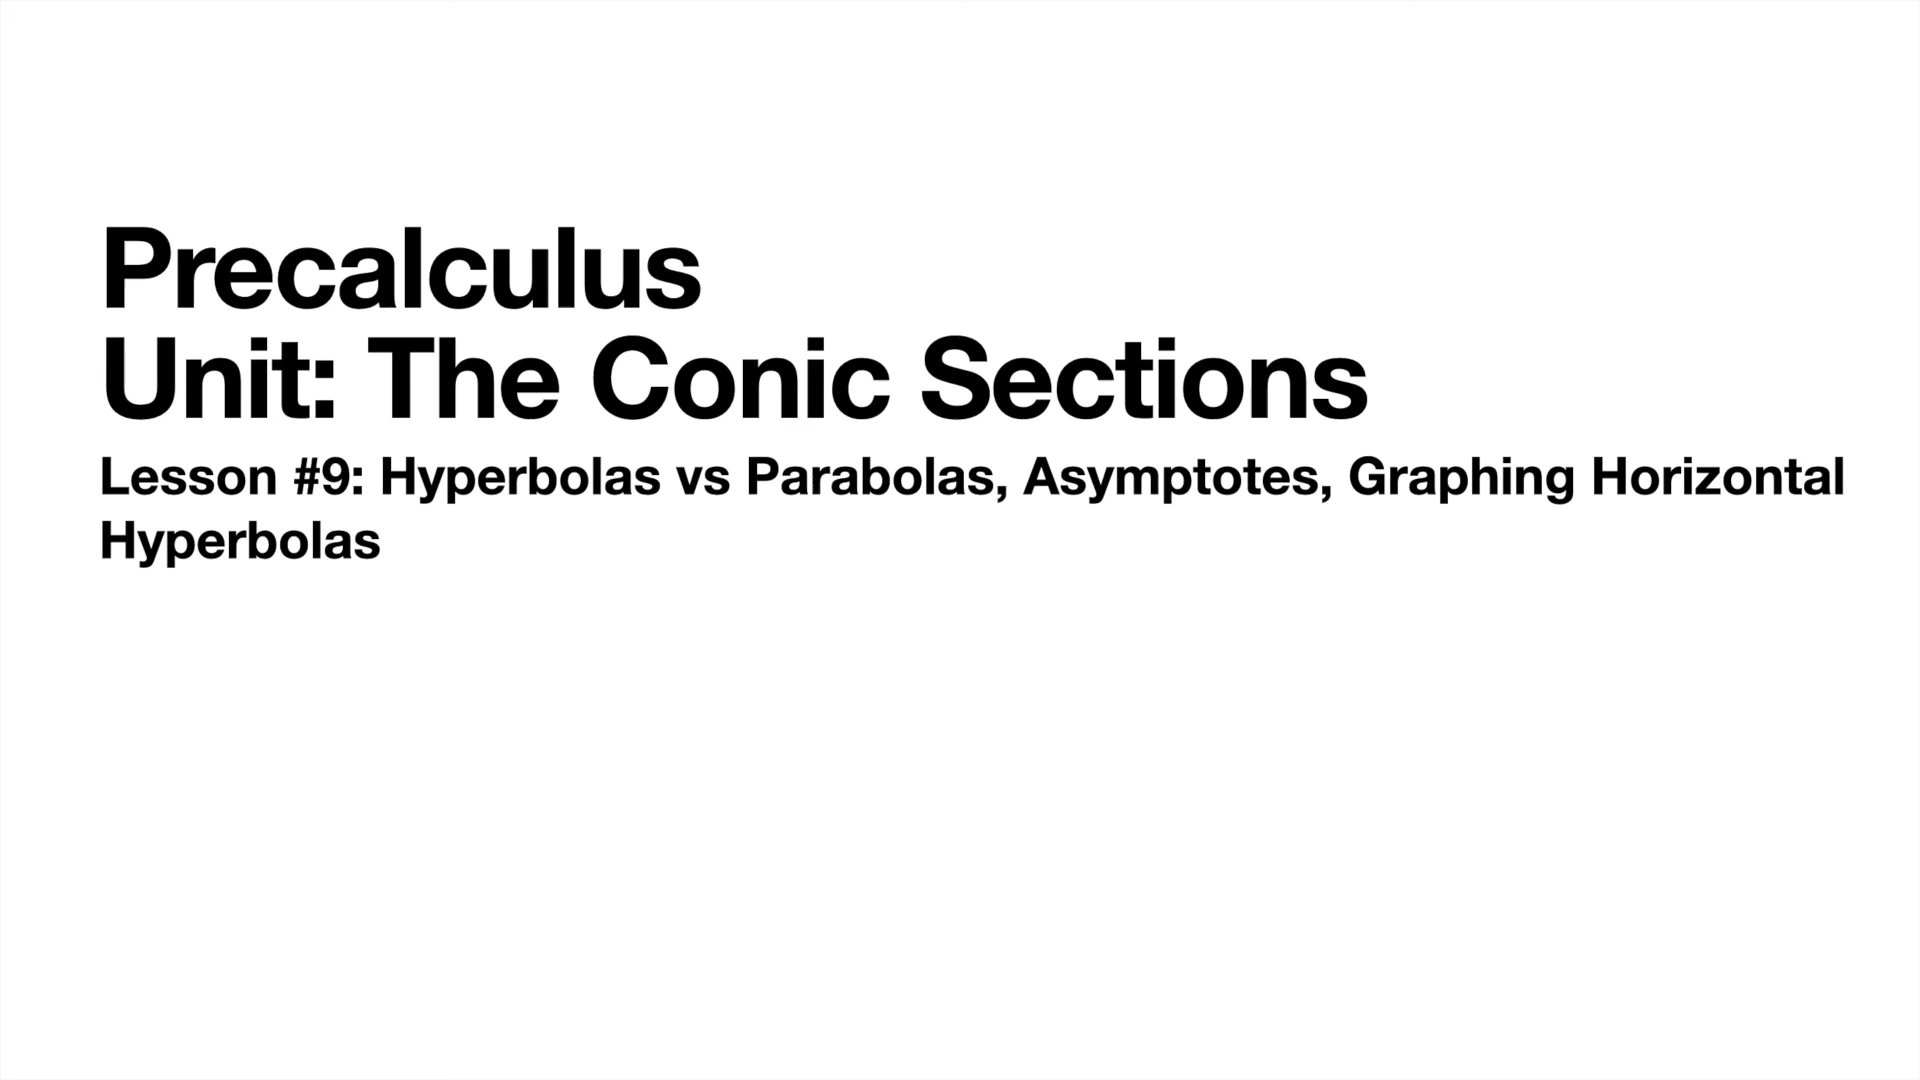 Precalculus
Unit: The Conic Sections
Lesson #9: Hyperbolas vs Parabolas, Asymptotes, Graphing Horizontal
Hyperbolas